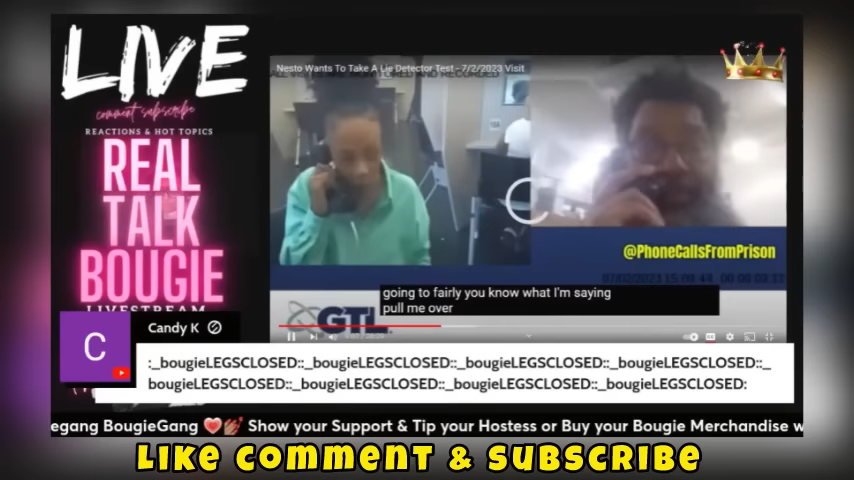 LIVE
comment subscribe
REACTIONS & HOT TOPICS
REAL
TALK
BOUGIE
LIVESTREAM
Nesto Wants To Take A Lie Detector Test - 7/2/2023 Visit
@PhoneCallsFromPrison
going to fairly you know what I'm saying
pull me over
GTL
C
Candy K
:_bougieLEGSCLOSED::_bougieLEGSCLOSED::_bougieLEGSCLOSED::_bougieLEGSCLOSED::_
bougieLEGSCLOSED::_bougieLEGSCLOSED::_bougieLEGSCLOSED::_bougieLEGSCLOSED:
egang BougieGang ❤️💅🏽 Show your Support & Tip your Hostess or Buy your Bougie Merchandise w
LIKE COMMENT & SUBSCRIBE